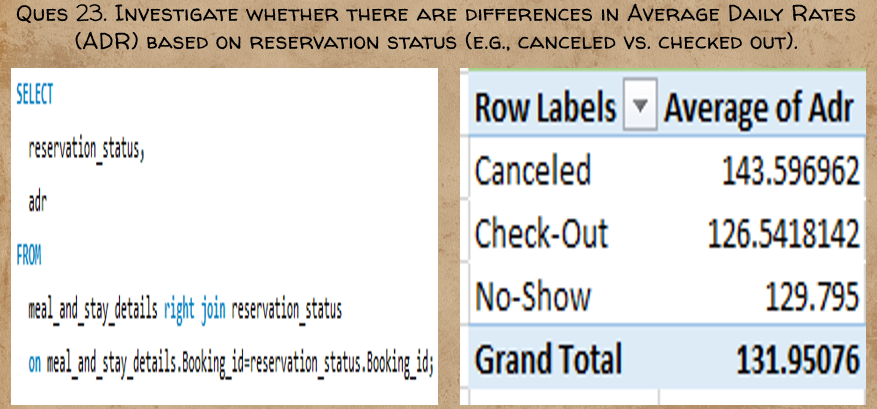 Ques 23. Investigate whether there are differences in Average Daily Rates
(ADR) based on reservation status (e.g., canceled vs. checked out).
SELECT
reservation_status,
adr
FROM
meal_and_stay_details right join reservation_status
on meal_and_stay_details.Booking_id=reservation_status.Booking_id;
Row Labels Average of Adr
Canceled 143.596962
Check-Out 126.5418142
No-Show 129.795
Grand Total 131.95076